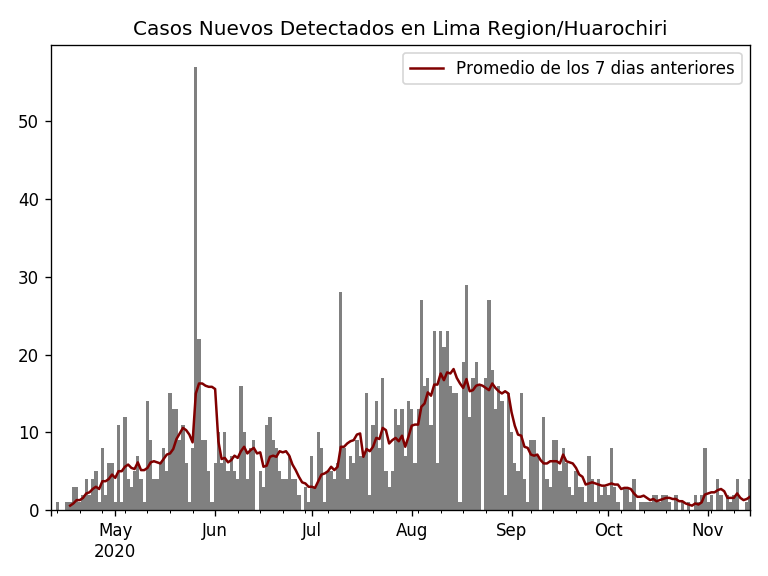 Casos Nuevos Detectados en Lima Region/Huarochiri
Promedio de los 7 dias anteriores
50
40
30
20
10
0
May Jun Jul Aug Sep Oct Nov
2020